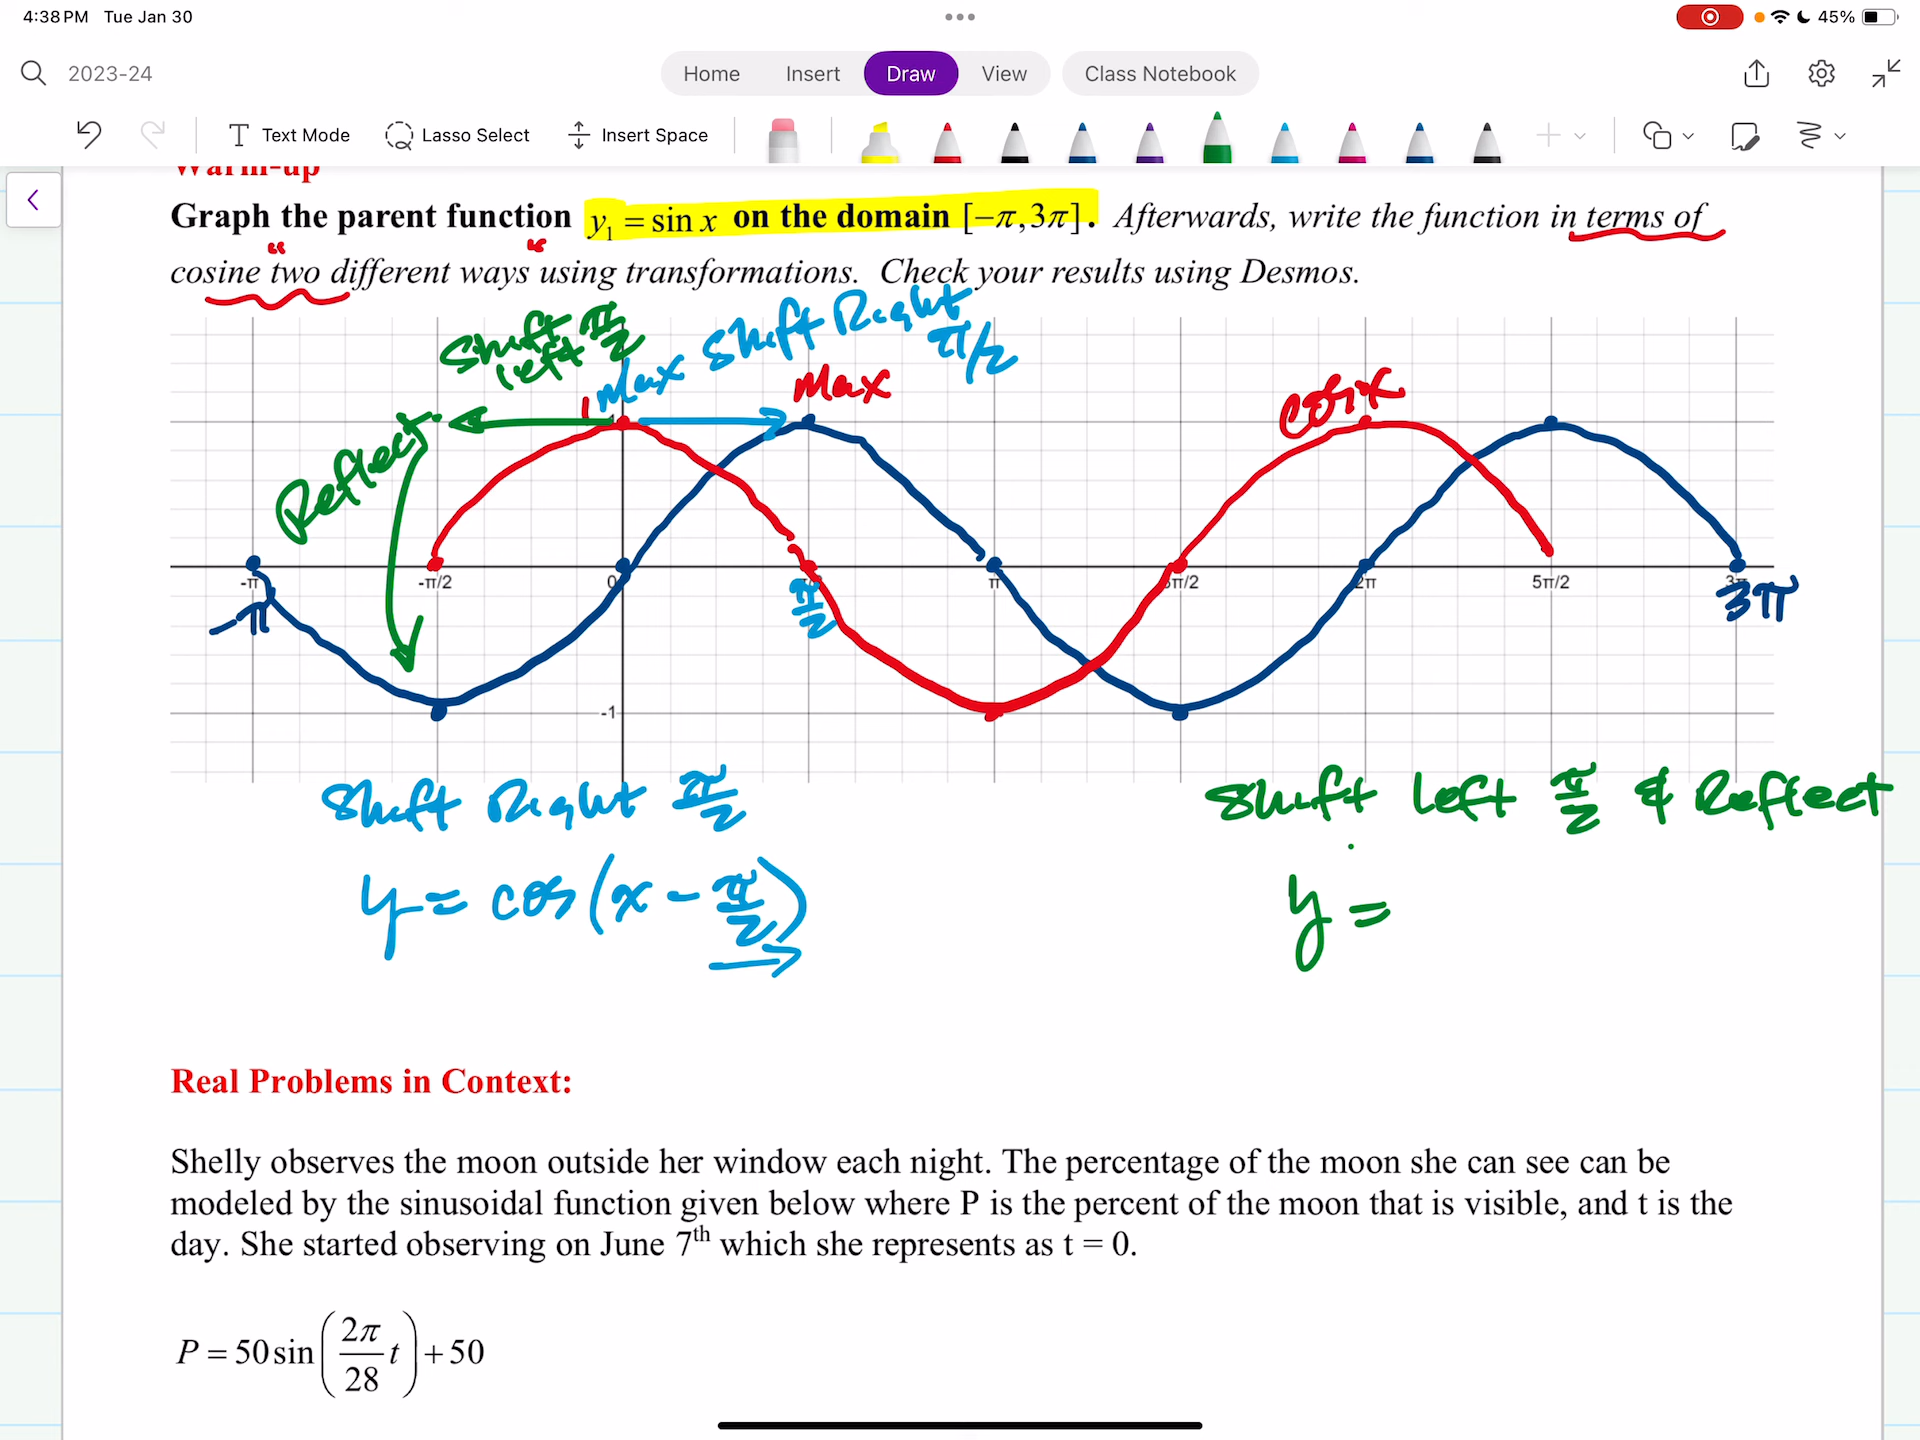 4:38 PM Tue Jan 30
45%
2023-24
Home Insert Draw View Class Notebook
Text Mode Lasso Select Insert Space
Warm-up
Graph the parent function y₁ = sin x on the domain [−π, 3π]. Afterwards, write the function in terms of
cosine two different ways using transformations. Check your results using Desmos.
Shift left π/2
Max
Shift Right π/2
Max
cos x
Reflect
1
-π -π/2 0 π 3π/2 2π 5π/2 3π
-π
π/2
3π
-1
Shift Right π/2
Shift left π/2 & Reflect
y = cos(x − π/2)
y =
Real Problems in Context:
Shelly observes the moon outside her window each night. The percentage of the moon she can see can be
modeled by the sinusoidal function given below where P is the percent of the moon that is visible, and t is the
day. She started observing on June 7th which she represents as t = 0.
P = 50 sin(2π/28 t) + 50